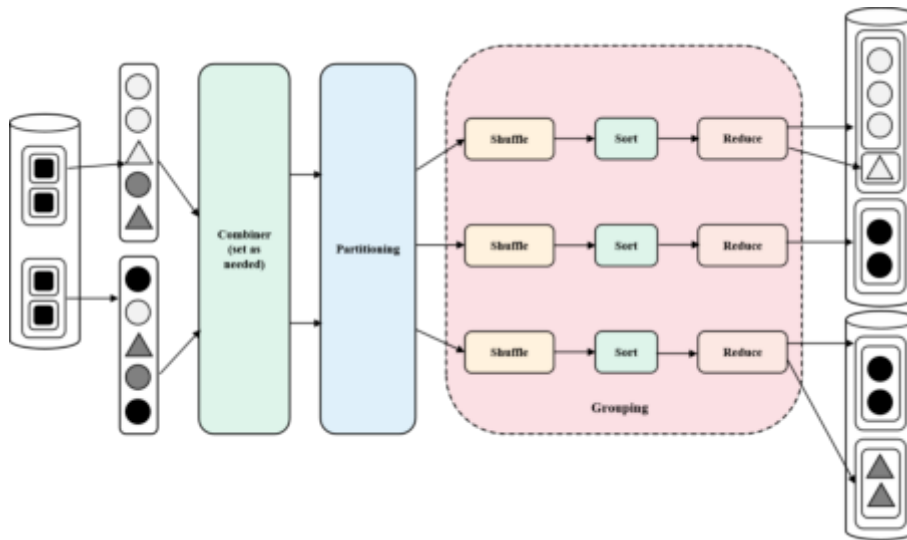 Combiner
(set as
needed)
Partitioning
Shuffle
Sort
Reduce
Shuffle
Sort
Reduce
Shuffle
Sort
Reduce
Grouping